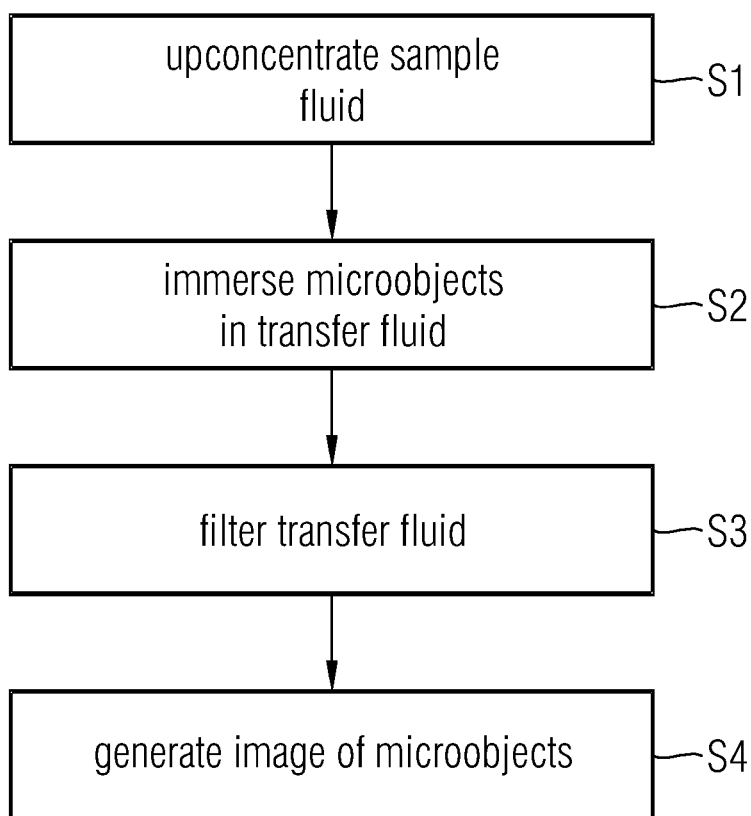 upconcentrate sample
fluid
S1
immerse microobjects
in transfer fluid
S2
filter transfer fluid
S3
generate image of microobjects
S4